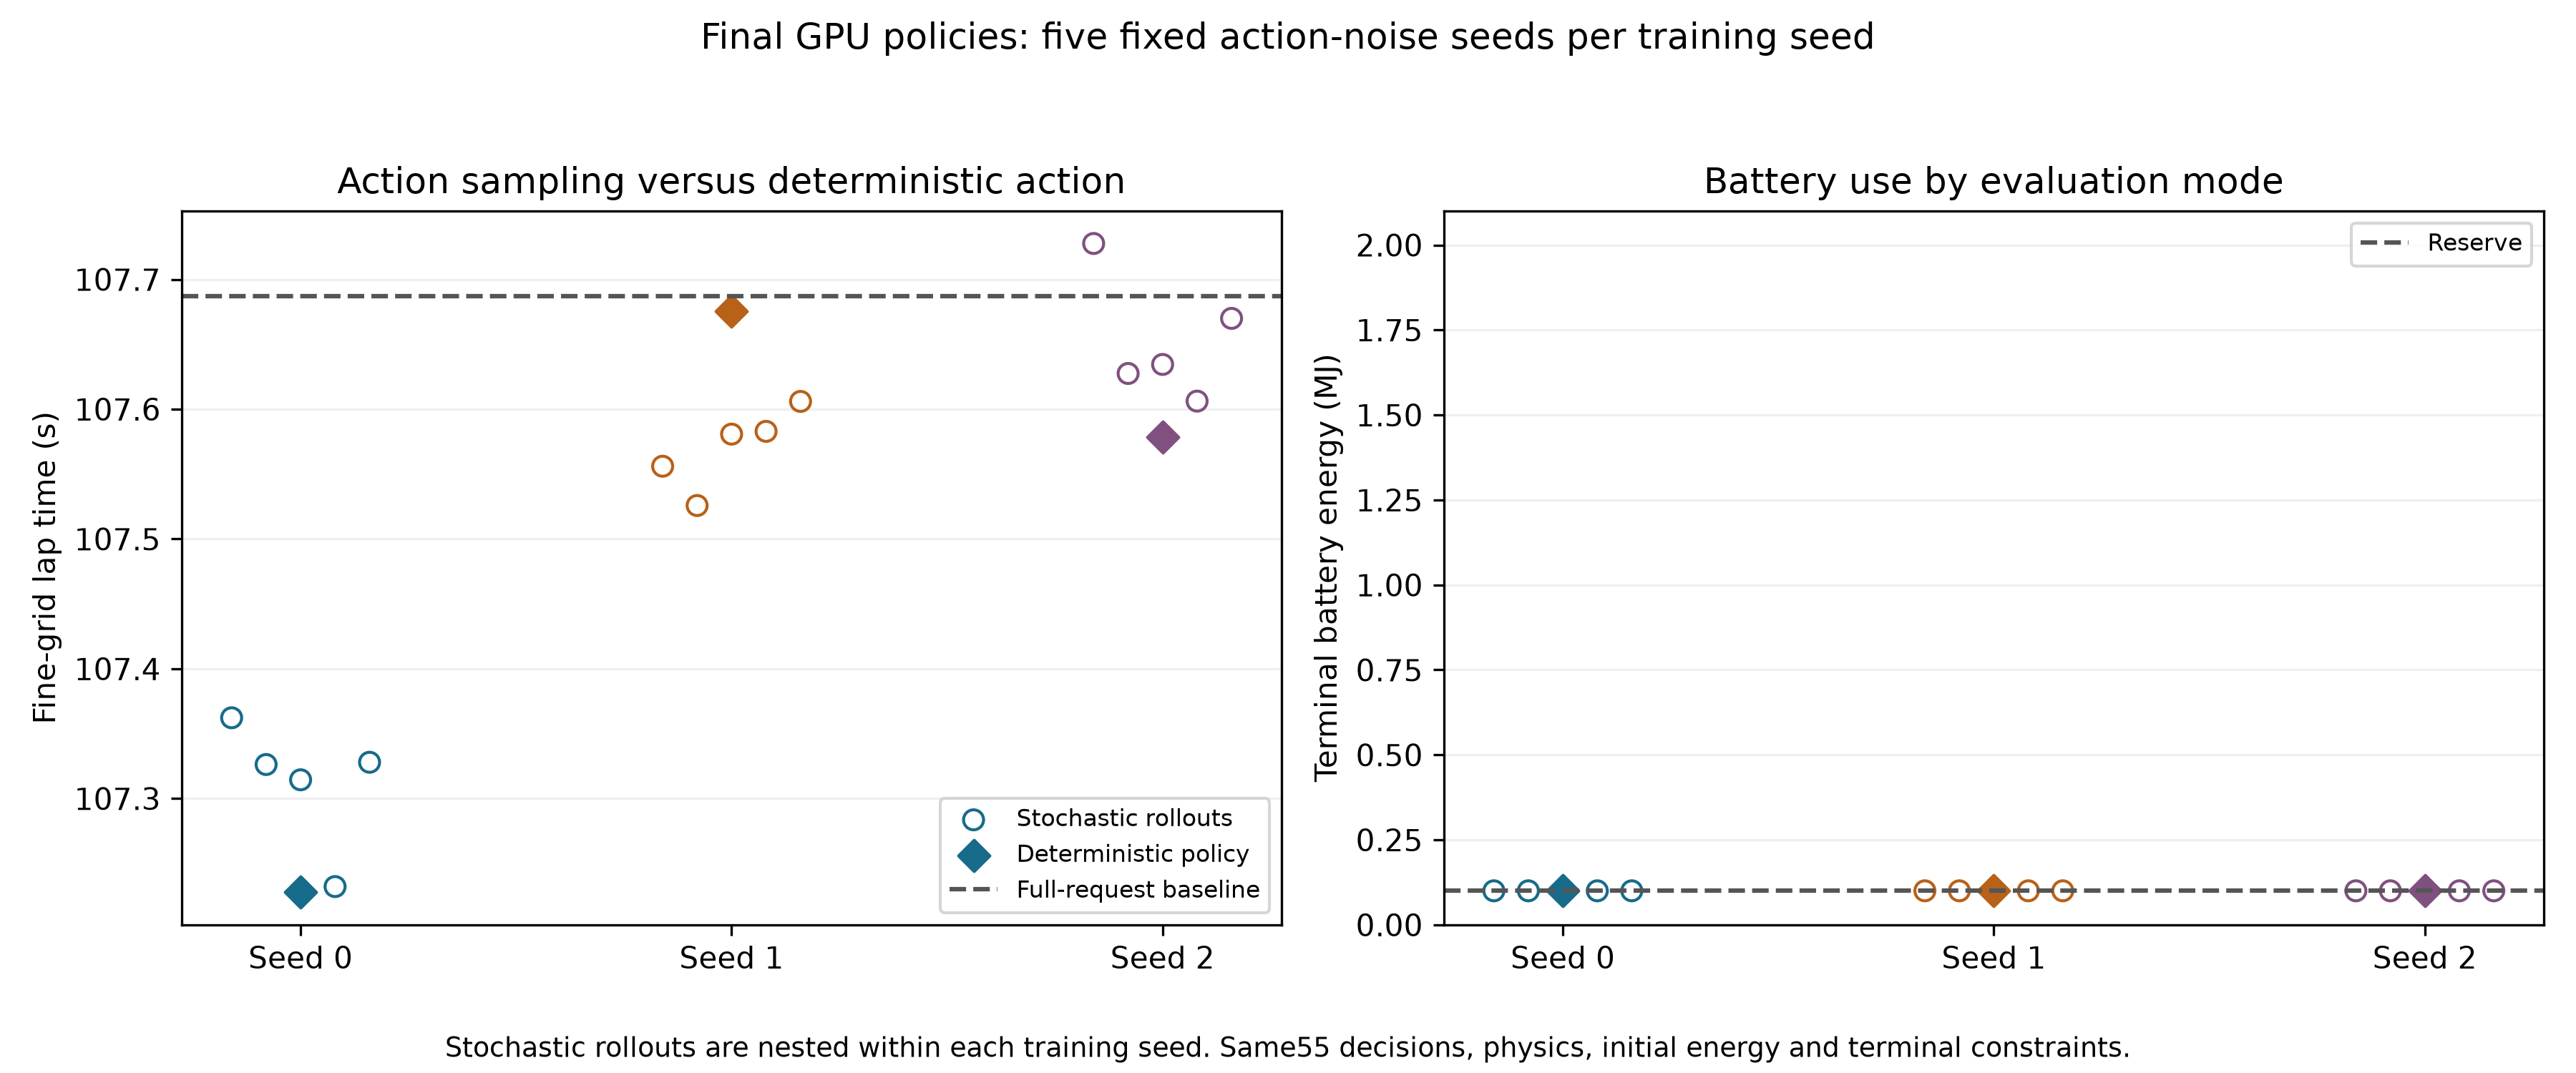 Final GPU policies: five fixed action-noise seeds per training seed
Action sampling versus deterministic action
Fine-grid lap time (s)
107.7
107.6
107.5
107.4
107.3
Seed 0
Seed 1
Seed 2
Stochastic rollouts
Deterministic policy
Full-request baseline
Battery use by evaluation mode
Terminal battery energy (MJ)
2.00
1.75
1.50
1.25
1.00
0.75
0.50
0.25
0.00
Seed 0
Seed 1
Seed 2
Reserve
Stochastic rollouts are nested within each training seed. Same55 decisions, physics, initial energy and terminal constraints.